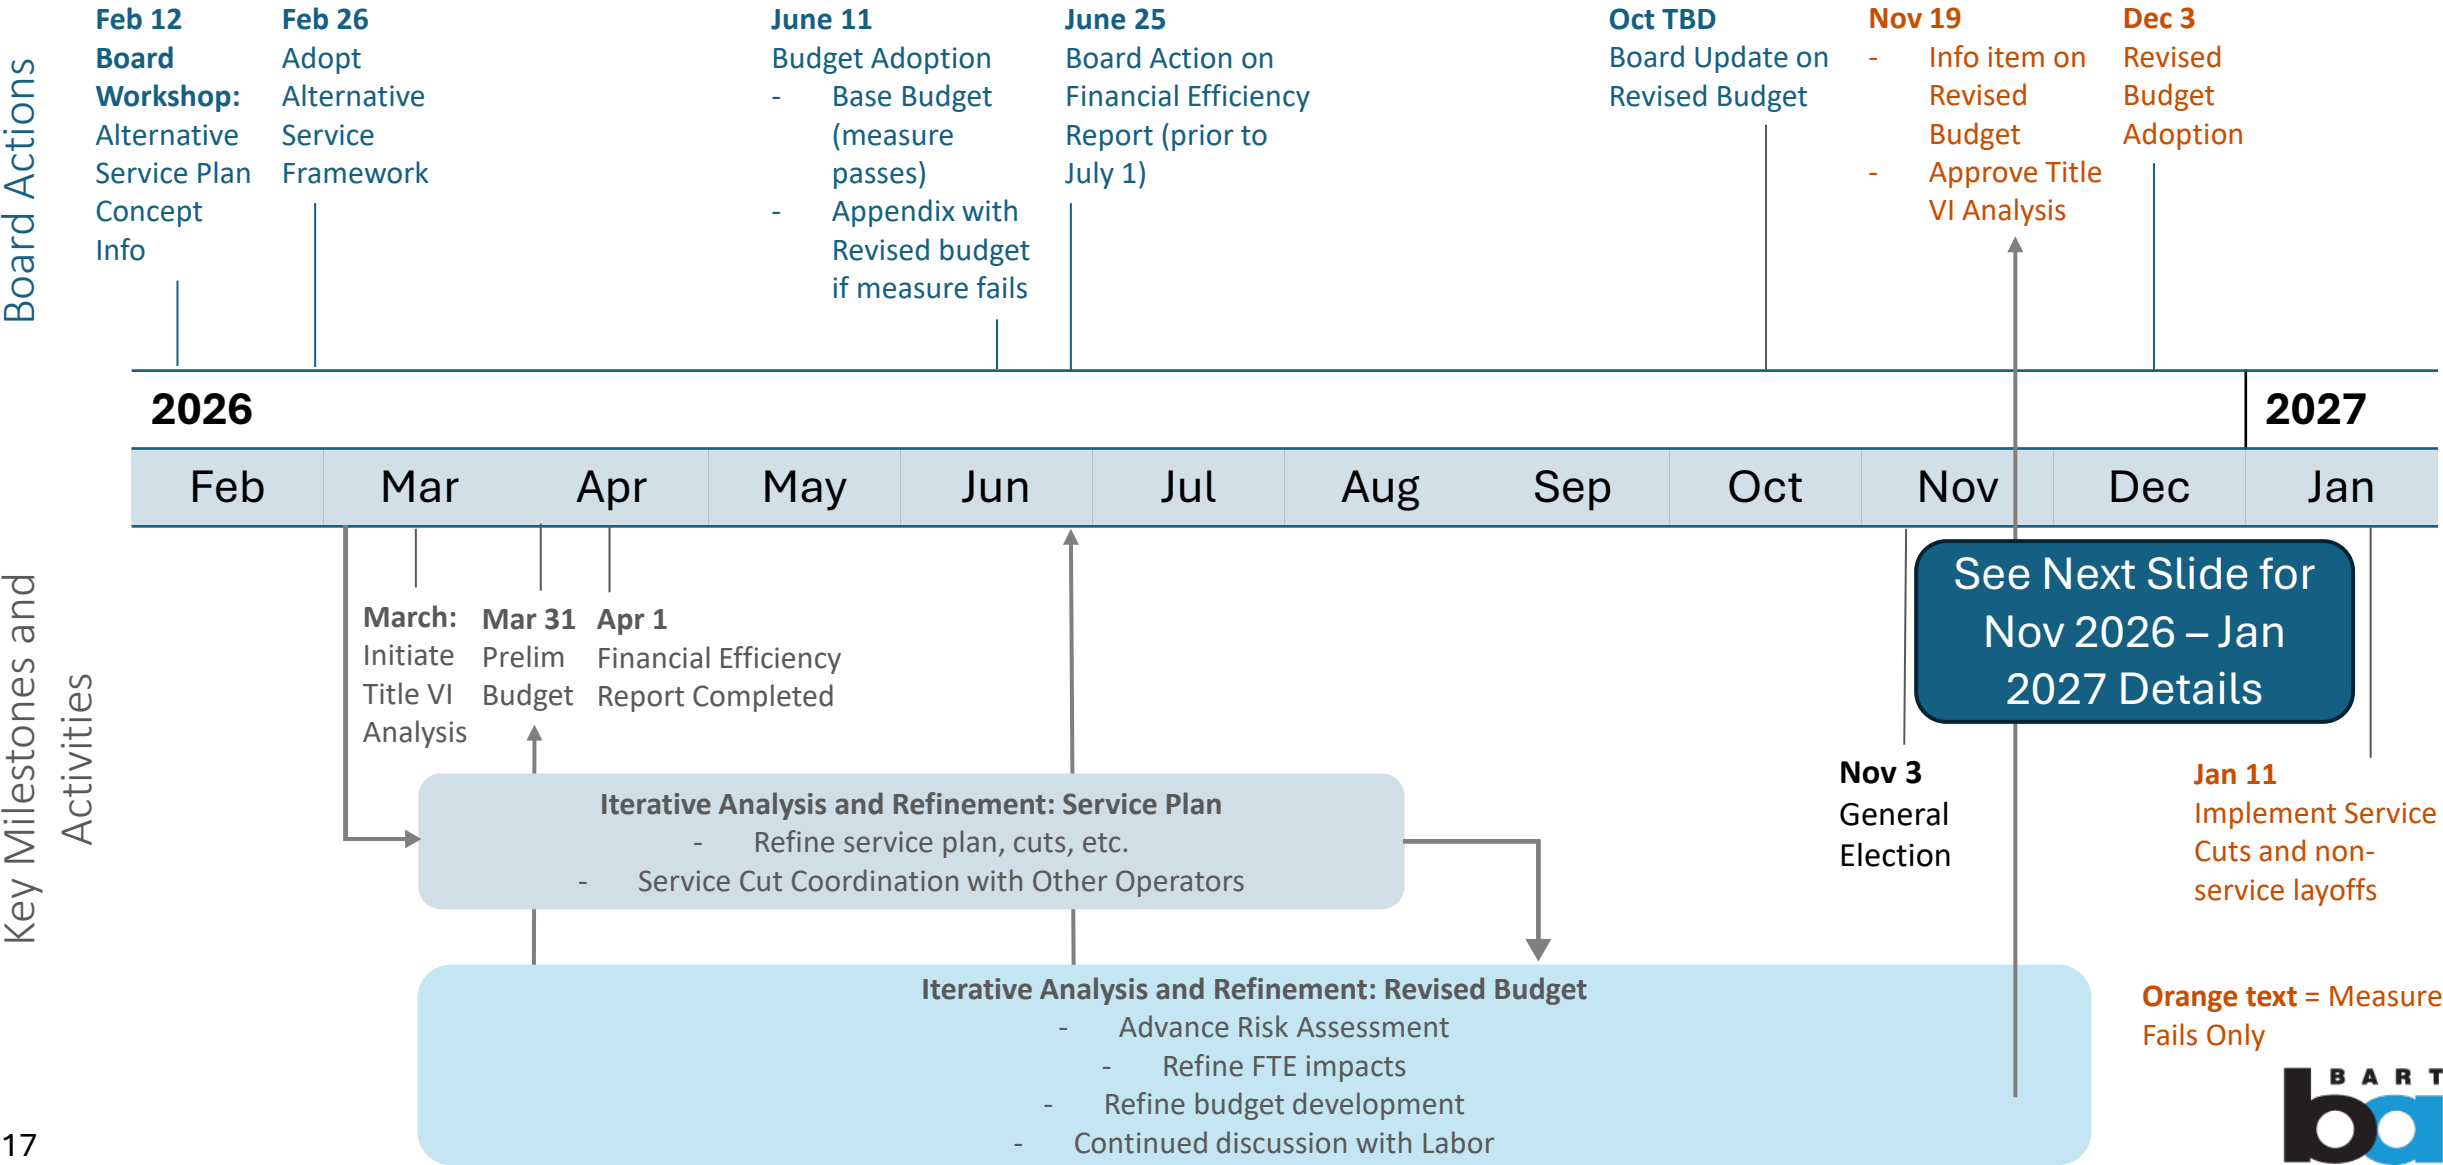 Board Actions
Feb 12
Board
Workshop:
Alternative
Service Plan
Concept
Info
Feb 26
Adopt
Alternative
Service
Framework
June 11
Budget Adoption
- Base Budget
(measure
passes)
- Appendix with
Revised budget
if measure fails
June 25
Board Action on
Financial Efficiency
Report (prior to
July 1)
Oct TBD
Board Update on
Revised Budget
Nov 19
- Info item on
Revised
Budget
- Approve Title
VI Analysis
Dec 3
Revised
Budget
Adoption
2026 2027
Feb Mar Apr May Jun Jul Aug Sep Oct Nov Dec Jan
Key Milestones and
Activities
March:
Initiate
Title VI
Analysis
Mar 31
Prelim
Budget
Apr 1
Financial Efficiency
Report Completed
See Next Slide for
Nov 2026 – Jan
2027 Details
Nov 3
General
Election
Jan 11
Implement Service
Cuts and non-
service layoffs
Iterative Analysis and Refinement: Service Plan
- Refine service plan, cuts, etc.
- Service Cut Coordination with Other Operators
Iterative Analysis and Refinement: Revised Budget
- Advance Risk Assessment
- Refine FTE impacts
- Refine budget development
- Continued discussion with Labor
Orange text = Measure
Fails Only
BART
ba
17